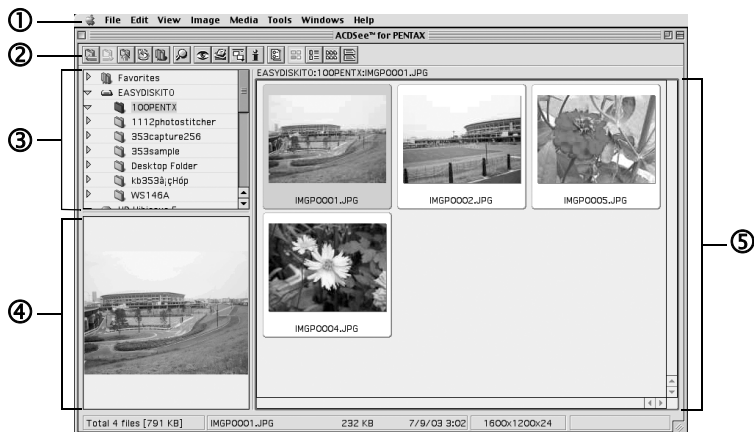 ①
File Edit View Image Media Tools Windows Help
ACDSee™ for PENTAX
②
③
Favorites
EASYDISKIT0
100PENTX
1112photostitcher
353capture256
353sample
Desktop Folder
WS146A
EASYDISKIT0:100PENTX:IMGP0001.JPG
IMGP0001.JPG
IMGP0002.JPG
IMGP0005.JPG
IMGP0004.JPG
④
⑤
Total 4 files [791 KB]
IMGP0001.JPG 232 KB 7/9/03 3:02
1600x1200x24